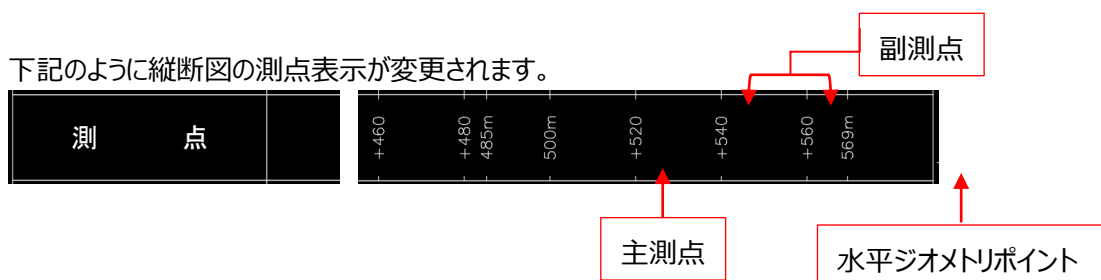 副測点
下記のように縦断図の測点表示が変更されます。
測 点 +460 +480 485m 500m +520 +540 +560 569m
主測点
水平ジオメトリポイント